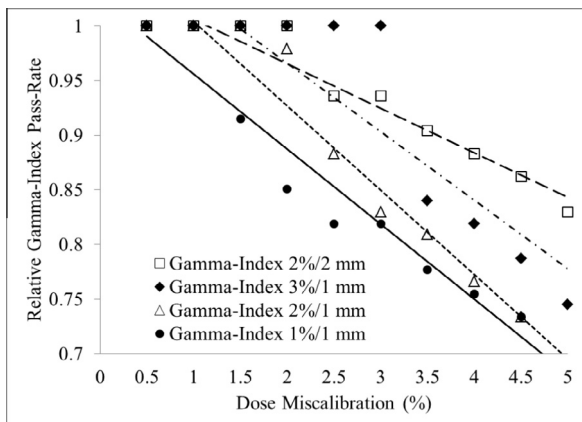 Relative Gamma-Index Pass-Rate
1
0.95
0.9
0.85
0.8
0.75
0.7
Gamma-Index 2%/2 mm
Gamma-Index 3%/1 mm
Gamma-Index 2%/1 mm
Gamma-Index 1%/1 mm
0 0.5 1 1.5 2 2.5 3 3.5 4 4.5 5
Dose Miscalibration (%)